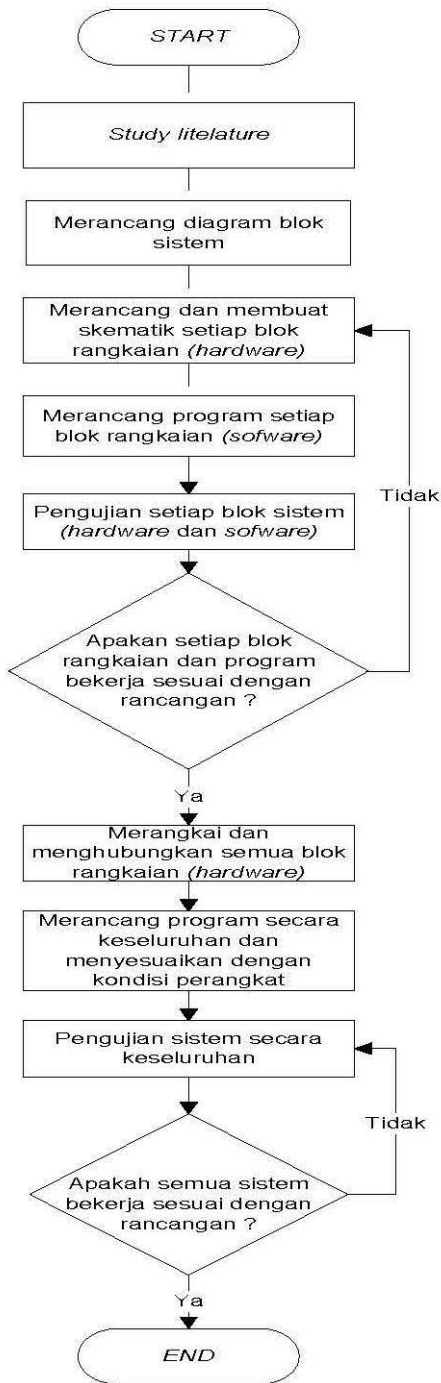 START
Study litelature
Merancang diagram blok
sistem
Merancang dan membuat
skematik setiap blok
rangkaian (hardware)
Merancang program setiap
blok rangkaian (sofware)
Tidak
Pengujian setiap blok sistem
(hardware dan sofware)
Apakan setiap blok
rangkaian dan program
bekerja sesuai dengan
rancangan ?
Ya
Merangkai dan
menghubungkan semua blok
rangkaian (hardware)
Merancang program secara
keseluruhan dan
menyesuaikan dengan
kondisi perangkat
Pengujian sistem secara
keseluruhan
Tidak
Apakah semua sistem
bekerja sesuai dengan
rancangan ?
Ya
END